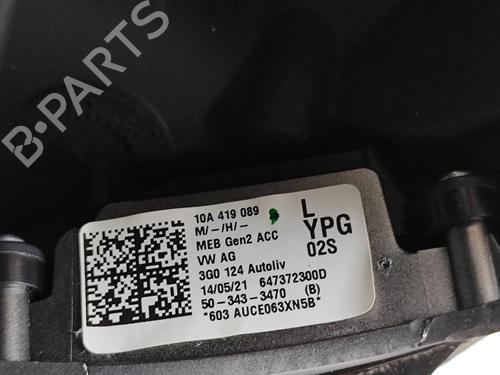 B-PARTS
10A 419 089 L
M/-/H/- YPG
MEB Gen2 ACC 02S
VW AG
3G0 124 Autoliv
14/05/21 647372300D
50-343-3470 (B)
*603 AUCE063XN5B*